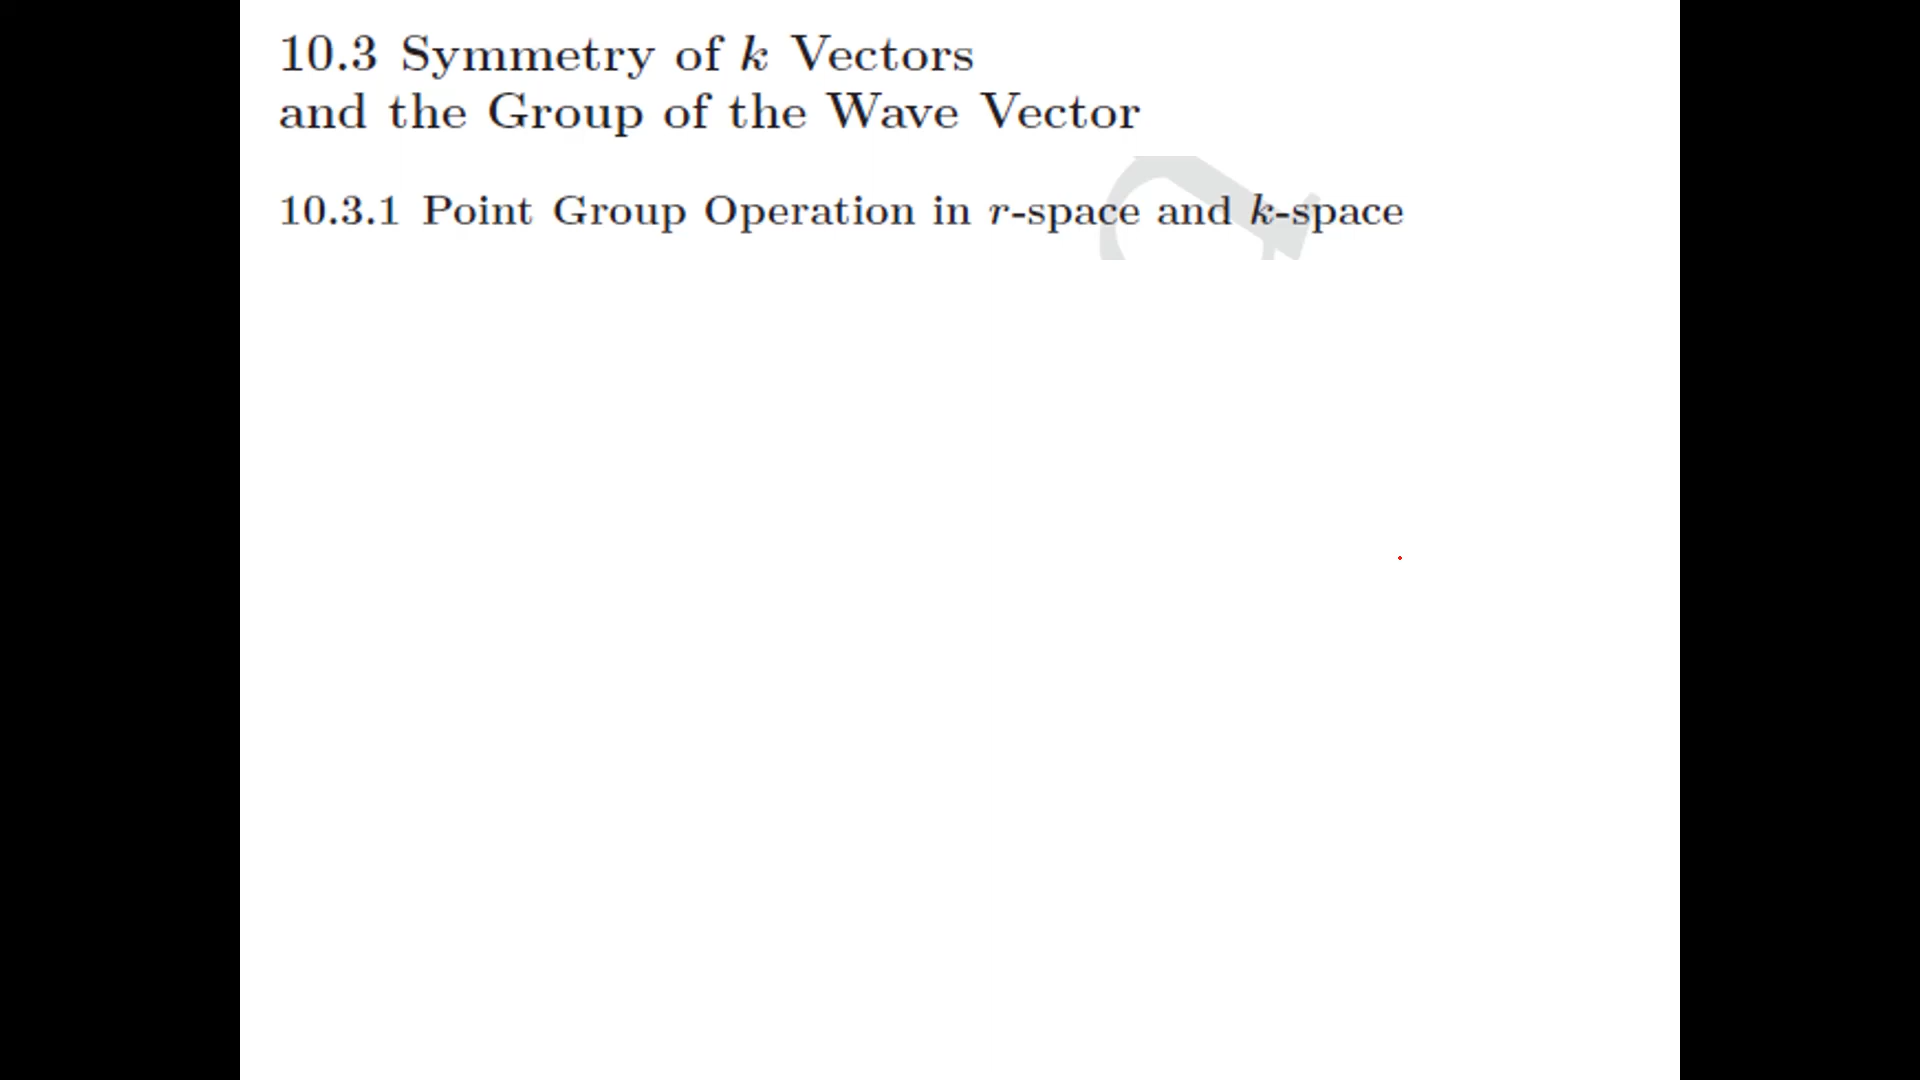 10.3 Symmetry of k Vectors
and the Group of the Wave Vector
10.3.1 Point Group Operation in r-space and k-space